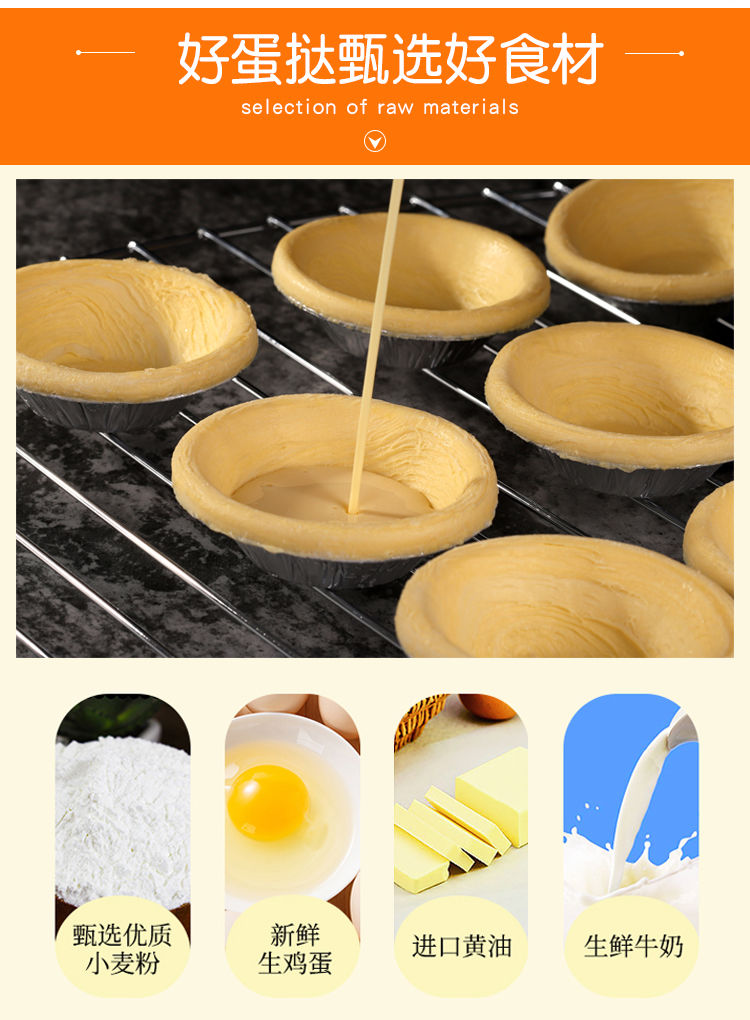 好蛋挞甄选好食材
selection of raw materials
甄选优质
小麦粉
新鲜
生鸡蛋
进口黄油
生鲜牛奶